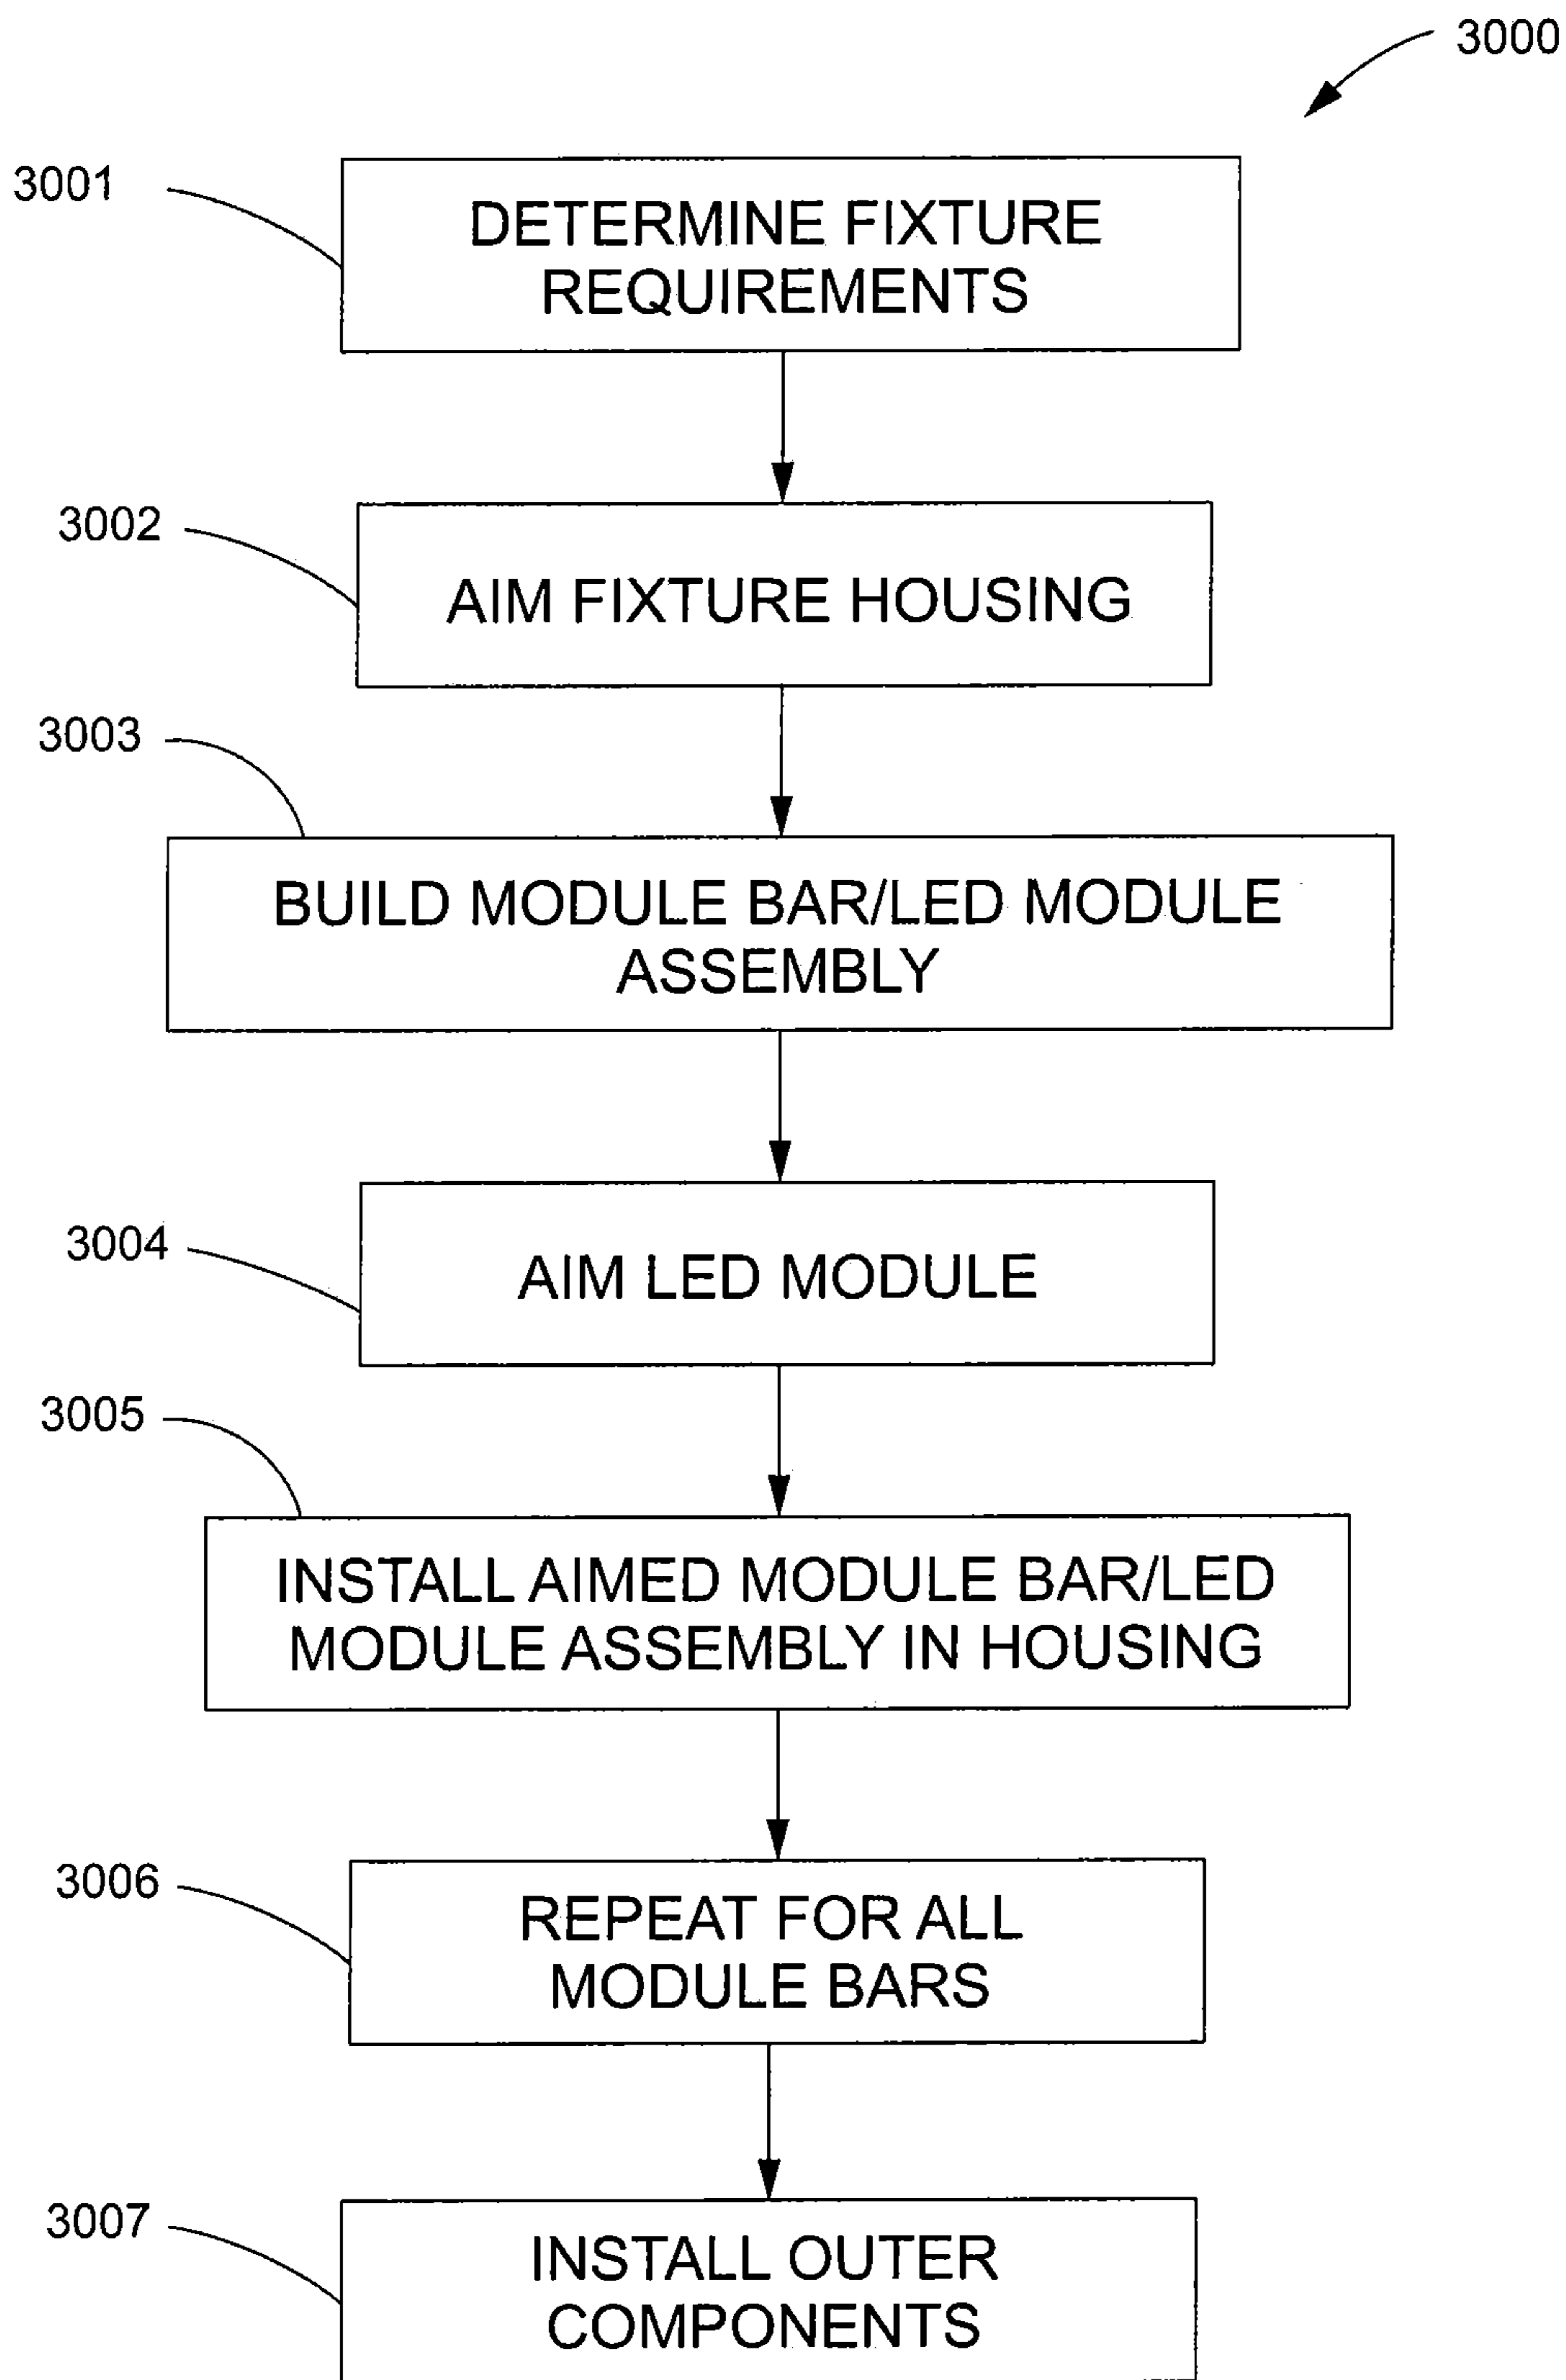 3000
3001
DETERMINE FIXTURE
REQUIREMENTS
3002
AIM FIXTURE HOUSING
3003
BUILD MODULE BAR/LED MODULE
ASSEMBLY
3004
AIM LED MODULE
3005
INSTALL AIMED MODULE BAR/LED
MODULE ASSEMBLY IN HOUSING
3006
REPEAT FOR ALL
MODULE BARS
3007
INSTALL OUTER
COMPONENTS